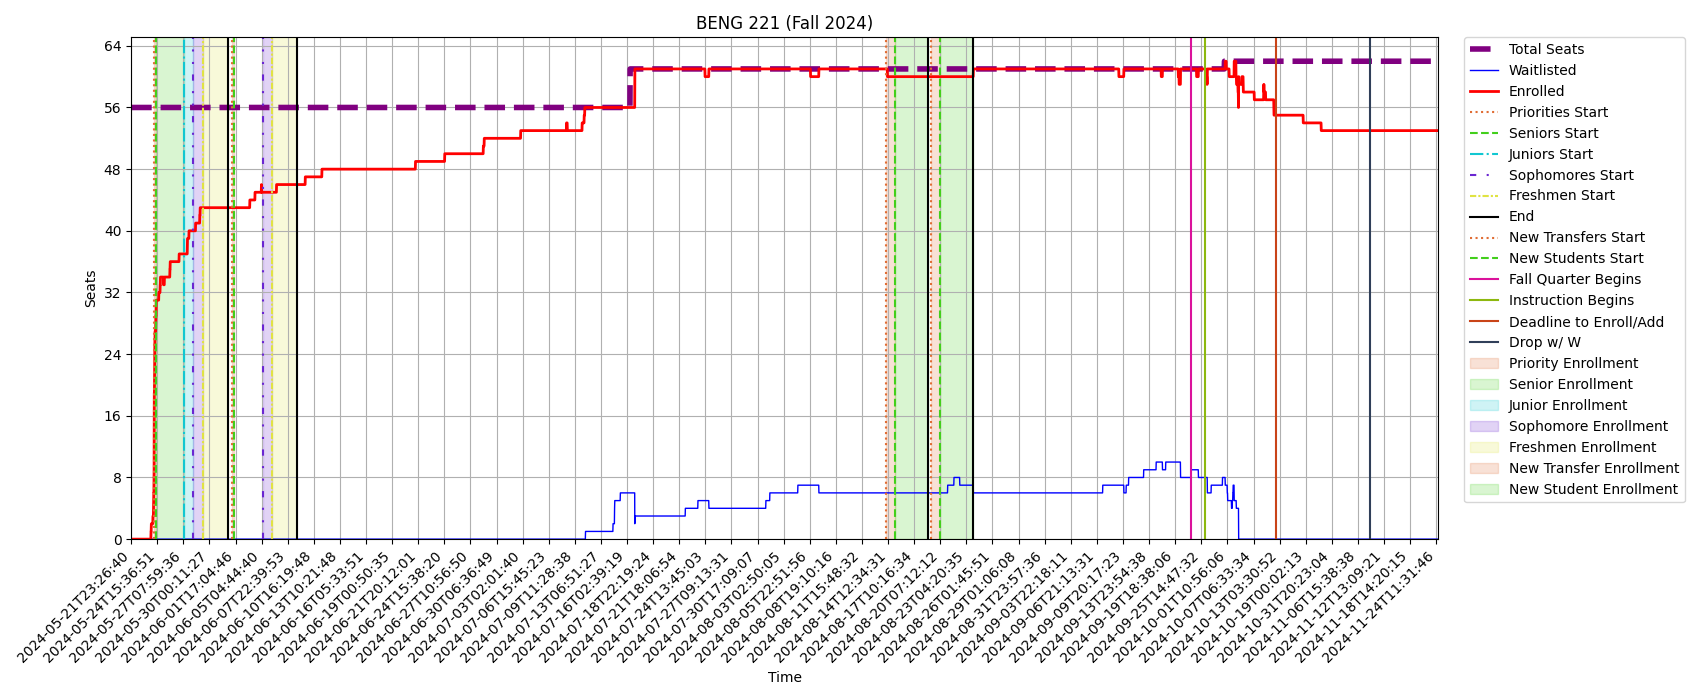 BENG 221 (Fall 2024)
Seats
64
56
48
40
32
24
16
8
0
2024-05-21T23:26:40
2024-05-24T15:36:51
2024-05-27T07:59:36
2024-05-30T00:11:27
2024-06-01T17:04:46
2024-06-05T04:44:40
2024-06-07T22:39:53
2024-06-10T16:19:48
2024-06-13T10:21:48
2024-06-16T05:33:51
2024-06-19T00:50:35
2024-06-21T20:12:01
2024-06-24T15:38:20
2024-06-27T10:56:50
2024-06-30T06:36:49
2024-07-03T02:01:40
2024-07-06T15:45:23
2024-07-09T11:28:38
2024-07-13T06:51:27
2024-07-16T02:39:19
2024-07-18T22:19:24
2024-07-21T18:06:54
2024-07-24T13:45:03
2024-07-27T09:13:31
2024-07-30T17:09:07
2024-08-03T02:50:05
2024-08-05T22:51:56
2024-08-08T19:10:16
2024-08-11T15:48:32
2024-08-14T12:34:31
2024-08-17T10:16:34
2024-08-20T07:12:12
2024-08-23T04:20:35
2024-08-26T01:45:51
2024-08-29T01:06:08
2024-08-31T23:57:36
2024-09-03T22:18:11
2024-09-06T21:13:31
2024-09-09T20:17:23
2024-09-13T23:54:38
2024-09-19T18:38:06
2024-09-25T14:47:32
2024-10-01T10:56:06
2024-10-07T06:33:34
2024-10-13T03:30:52
2024-10-19T00:02:13
2024-10-31T20:23:04
2024-11-06T15:38:38
2024-11-12T13:09:21
2024-11-18T14:20:15
2024-11-24T11:31:46
Time
Total Seats
Waitlisted
Enrolled
Priorities Start
Seniors Start
Juniors Start
Sophomores Start
Freshmen Start
End
New Transfers Start
New Students Start
Fall Quarter Begins
Instruction Begins
Deadline to Enroll/Add
Drop w/ W
Priority Enrollment
Senior Enrollment
Junior Enrollment
Sophomore Enrollment
Freshmen Enrollment
New Transfer Enrollment
New Student Enrollment